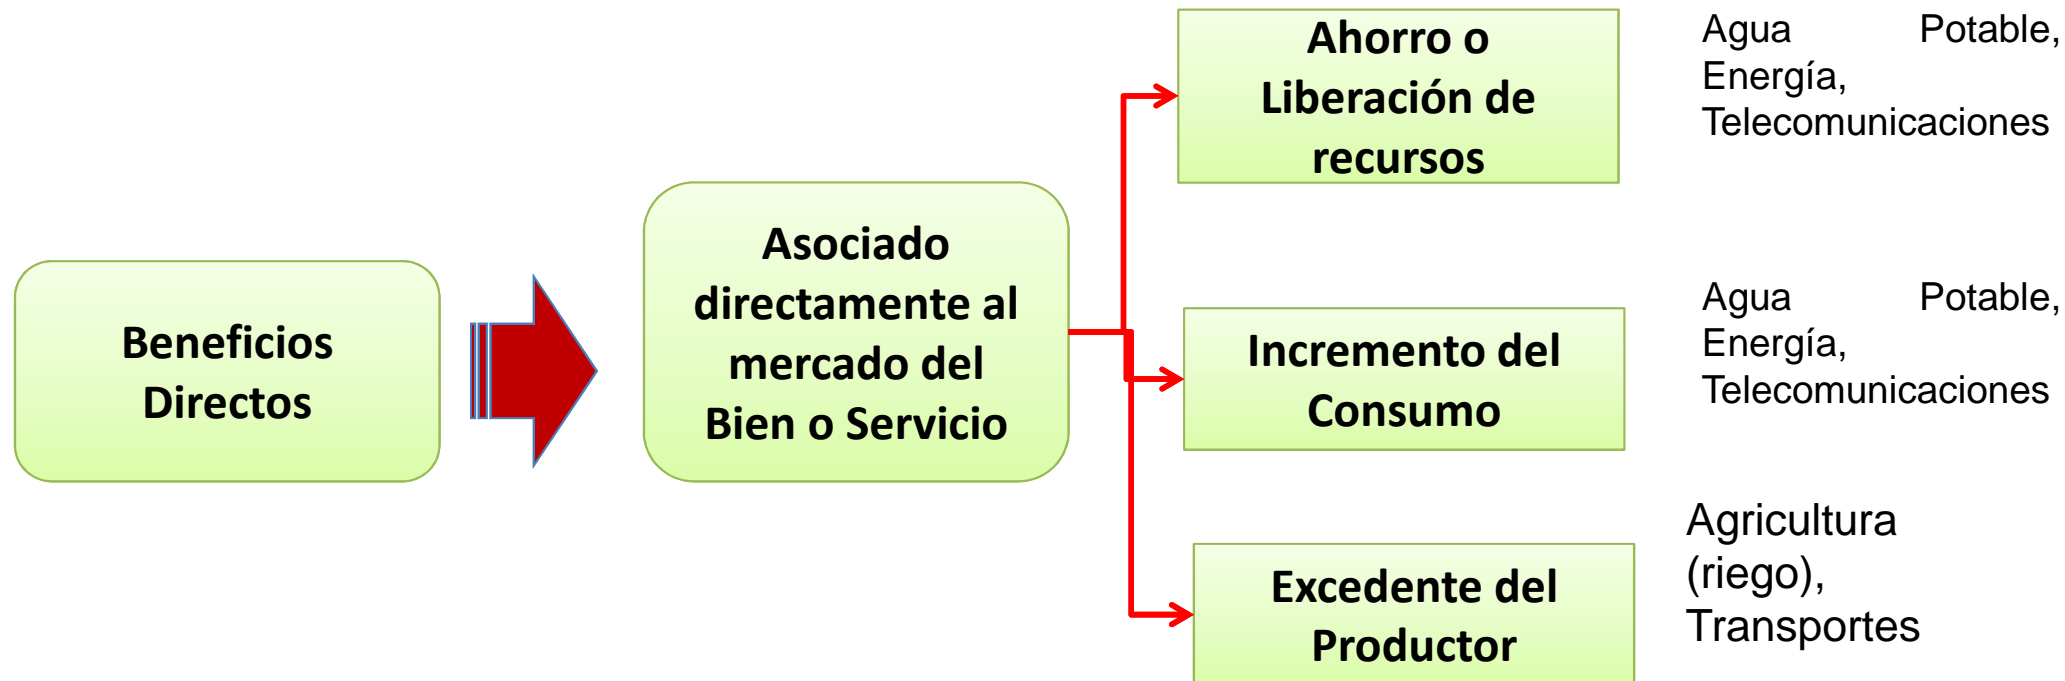 Beneficios
Directos
Asociado
directamente al
mercado del
Bien o Servicio
Ahorro o
Liberación de
recursos
Agua Potable,
Energía,
Telecomunicaciones
Incremento del
Consumo
Agua Potable,
Energía,
Telecomunicaciones
Excedente del
Productor
Agricultura
(riego),
Transportes